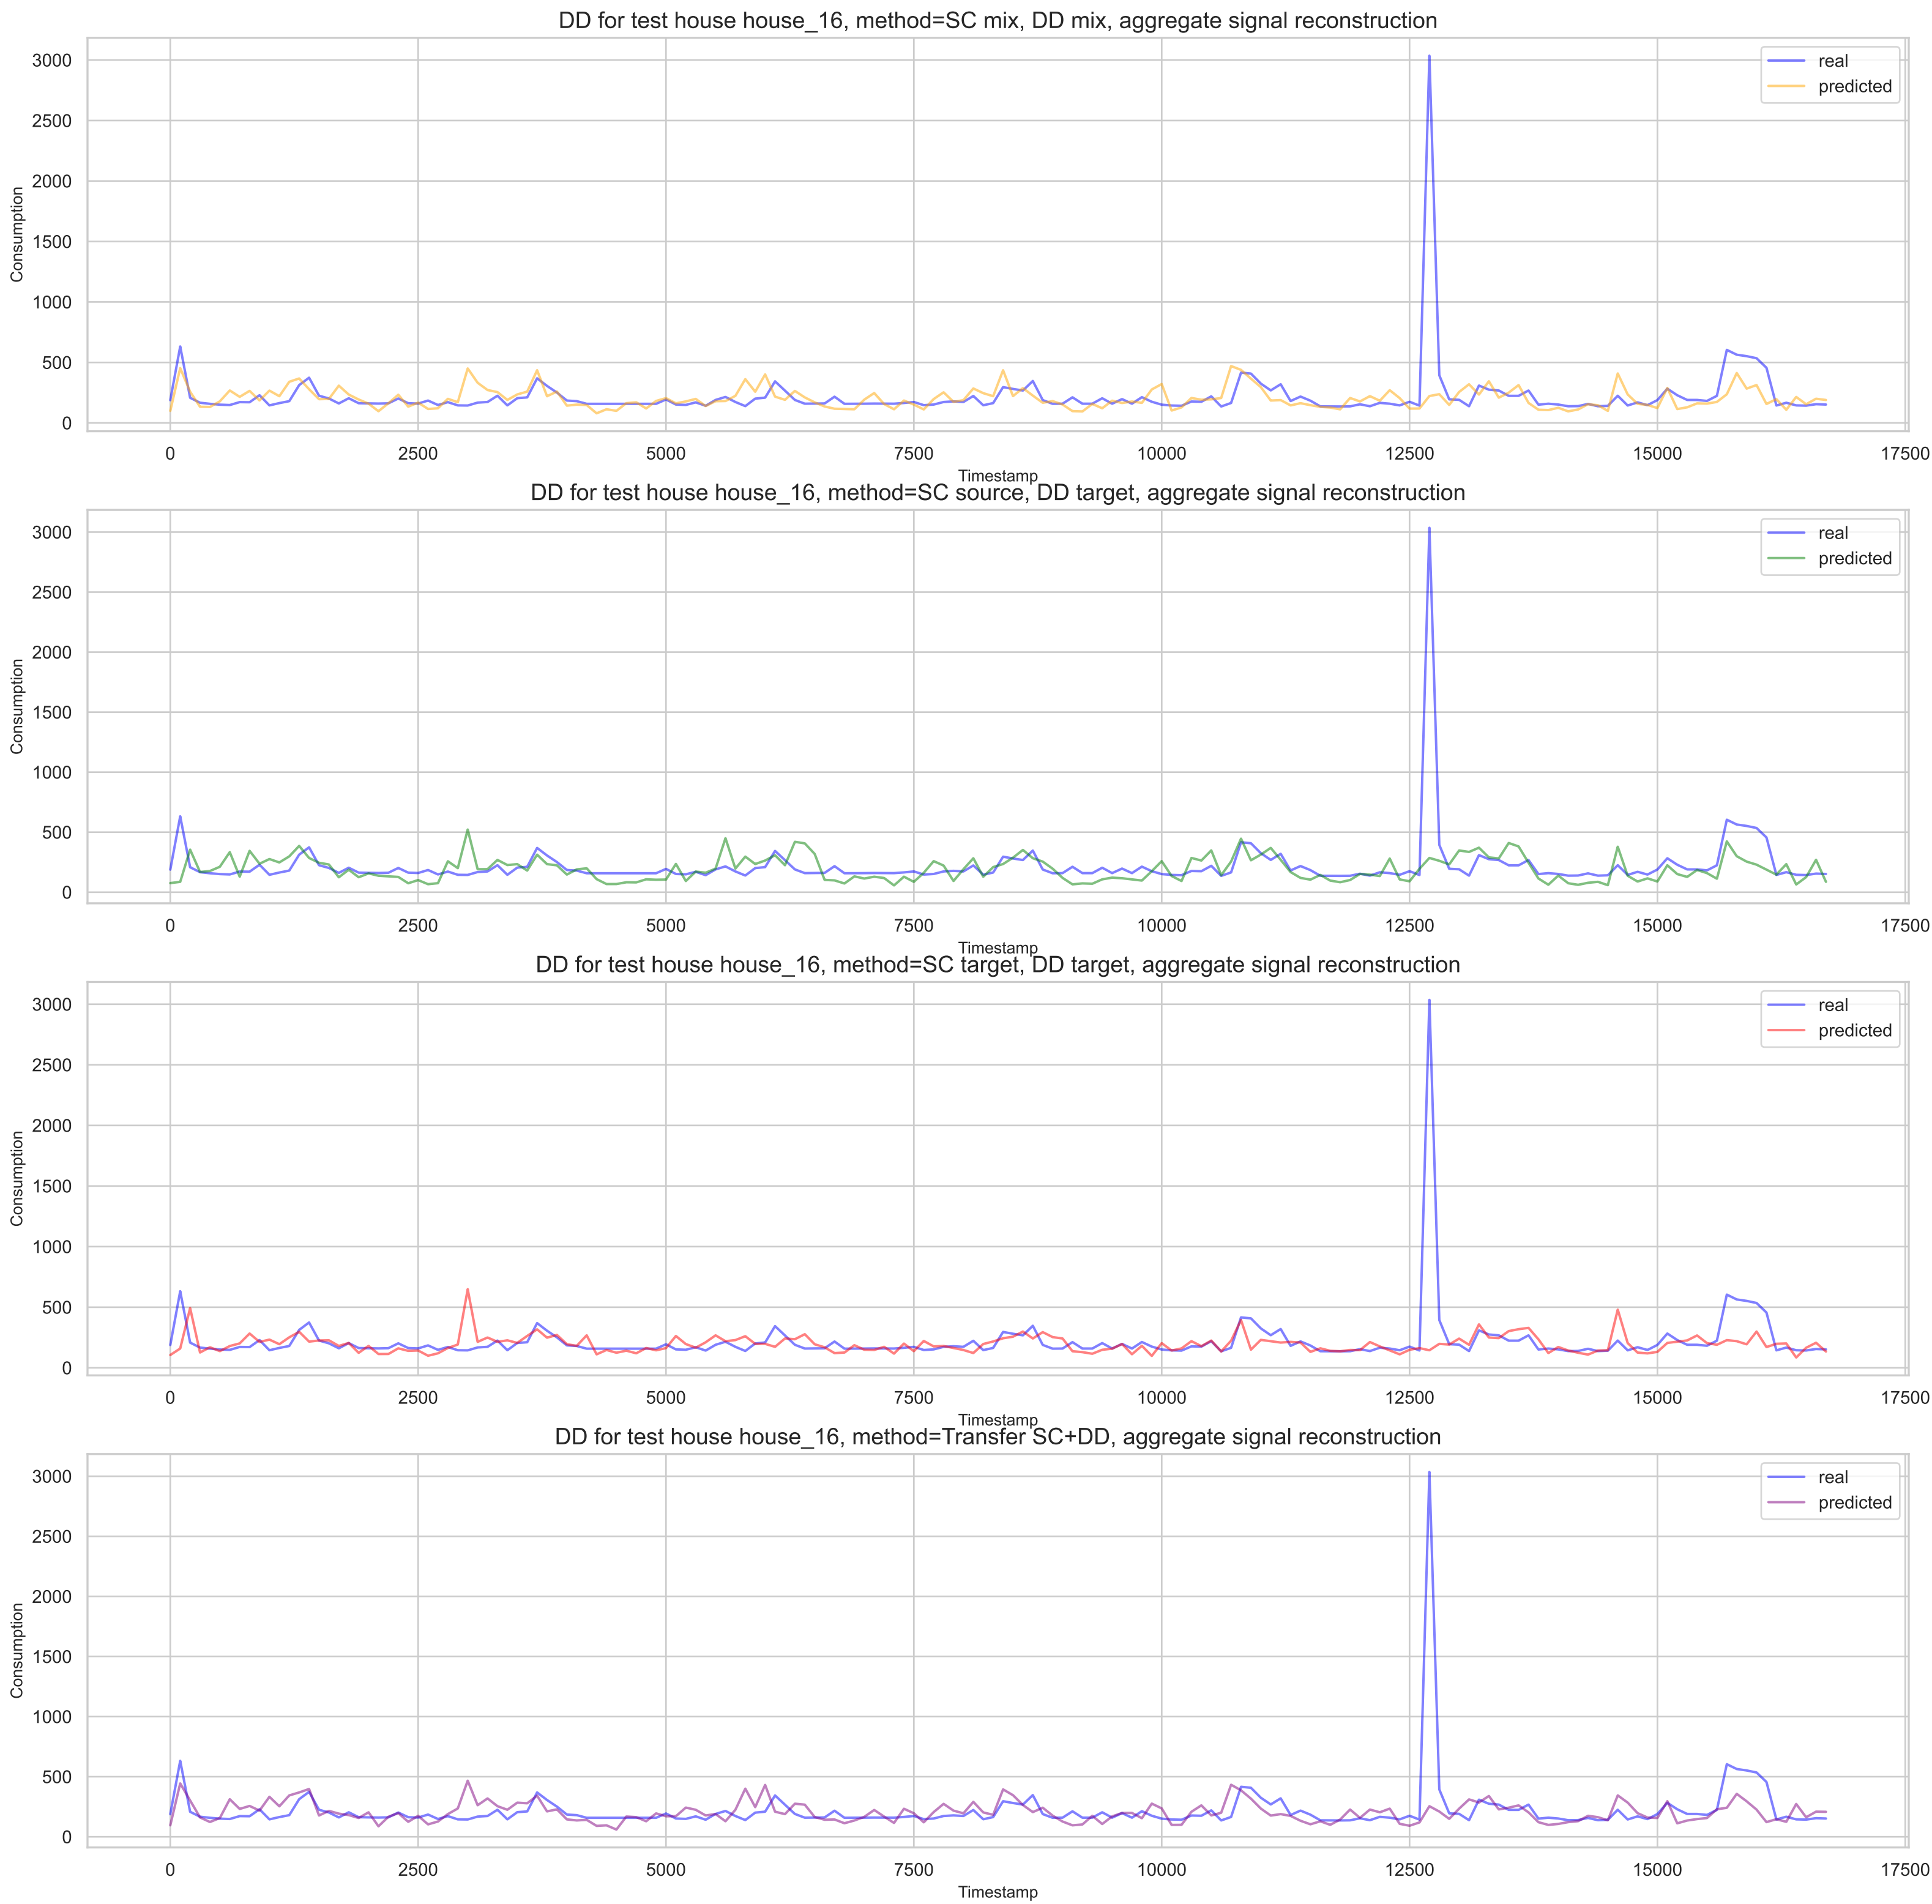 DD for test house house_16, method=SC mix, DD mix, aggregate signal reconstruction
real
predicted
3000
2500
2000
1500
1000
500
0
Consumption
0 2500 5000 7500 10000 12500 15000 17500
Timestamp
DD for test house house_16, method=SC source, DD target, aggregate signal reconstruction
real
predicted
3000
2500
2000
1500
1000
500
0
Consumption
0 2500 5000 7500 10000 12500 15000 17500
Timestamp
DD for test house house_16, method=SC target, DD target, aggregate signal reconstruction
real
predicted
3000
2500
2000
1500
1000
500
0
Consumption
0 2500 5000 7500 10000 12500 15000 17500
Timestamp
DD for test house house_16, method=Transfer SC+DD, aggregate signal reconstruction
real
predicted
3000
2500
2000
1500
1000
500
0
Consumption
0 2500 5000 7500 10000 12500 15000 17500
Timestamp